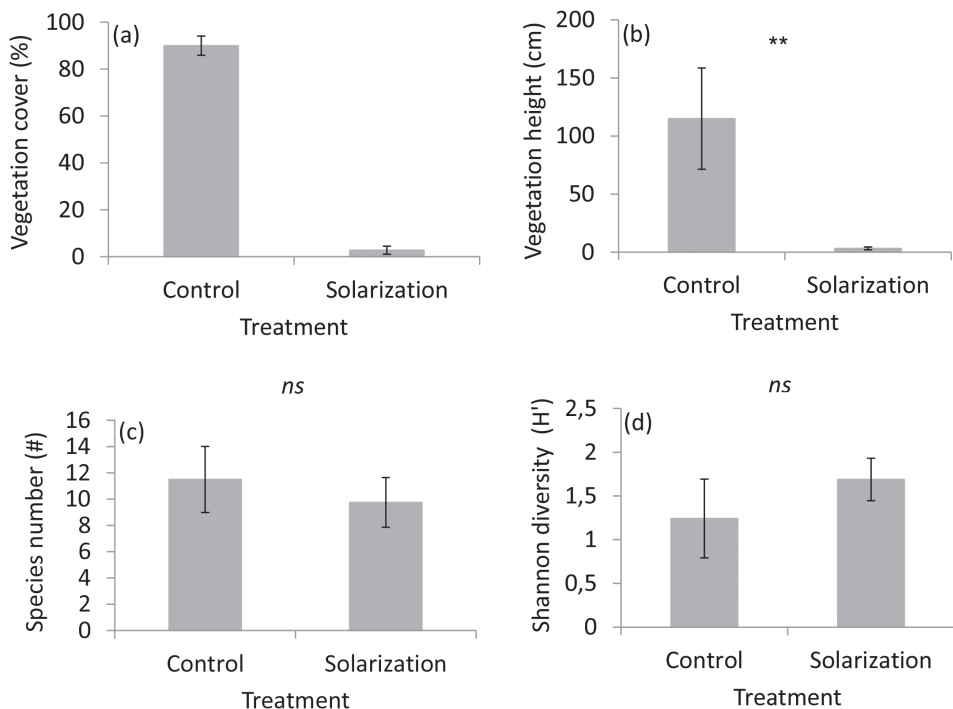 (a)
Vegetation cover (%)
100
80
60
40
20
0
Control Solarization
Treatment
(b)
**
Vegetation height (cm)
200
150
100
50
0
Control Solarization
Treatment
ns
(c)
Species number (#)
16
14
12
10
8
6
4
2
0
Control Solarization
Treatment
ns
(d)
Shannon diversity (H')
2,5
2
1,5
1
0,5
0
Control Solarization
Treatment